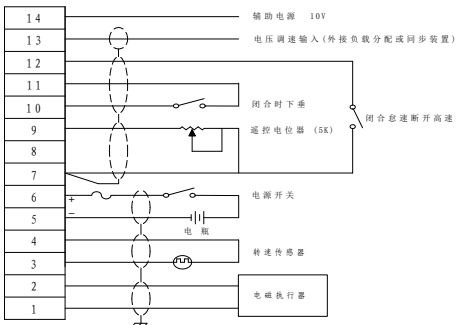 14 辅助电源 10V
13 电压调速输入(外接负载分配或同步装置)
12
11
10 闭合时下垂
闭合怠速断开高速
9 遥控电位器 (5K)
8
7
6 + 电源开关
5 −
电 瓶
4
转速传感器
3
2
电磁执行器
1